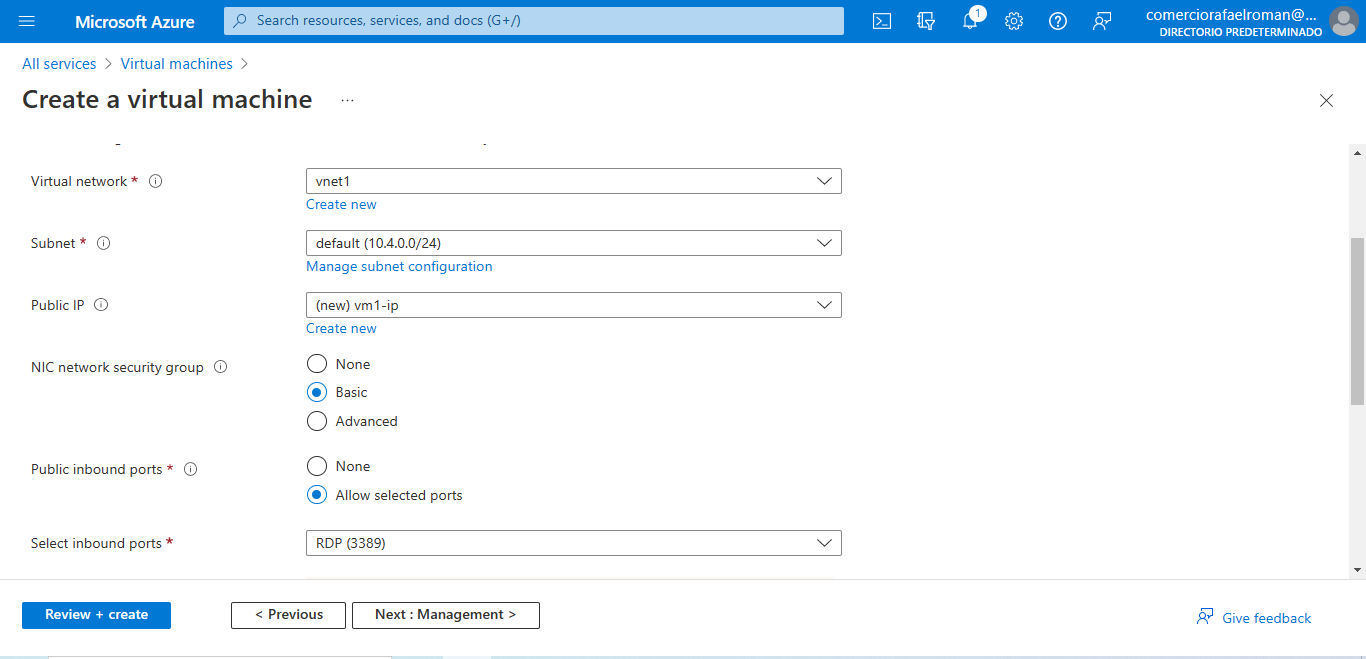 Microsoft Azure
Search resources, services, and docs (G+/)
1
comerciorafaelroman@...
DIRECTORIO PREDETERMINADO
All services > Virtual machines >
Create a virtual machine ...
Virtual network *
vnet1
Create new
Subnet *
default (10.4.0.0/24)
Manage subnet configuration
Public IP
(new) vm1-ip
Create new
NIC network security group
None
Basic
Advanced
Public inbound ports *
None
Allow selected ports
Select inbound ports *
RDP (3389)
Review + create
< Previous
Next : Management >
Give feedback